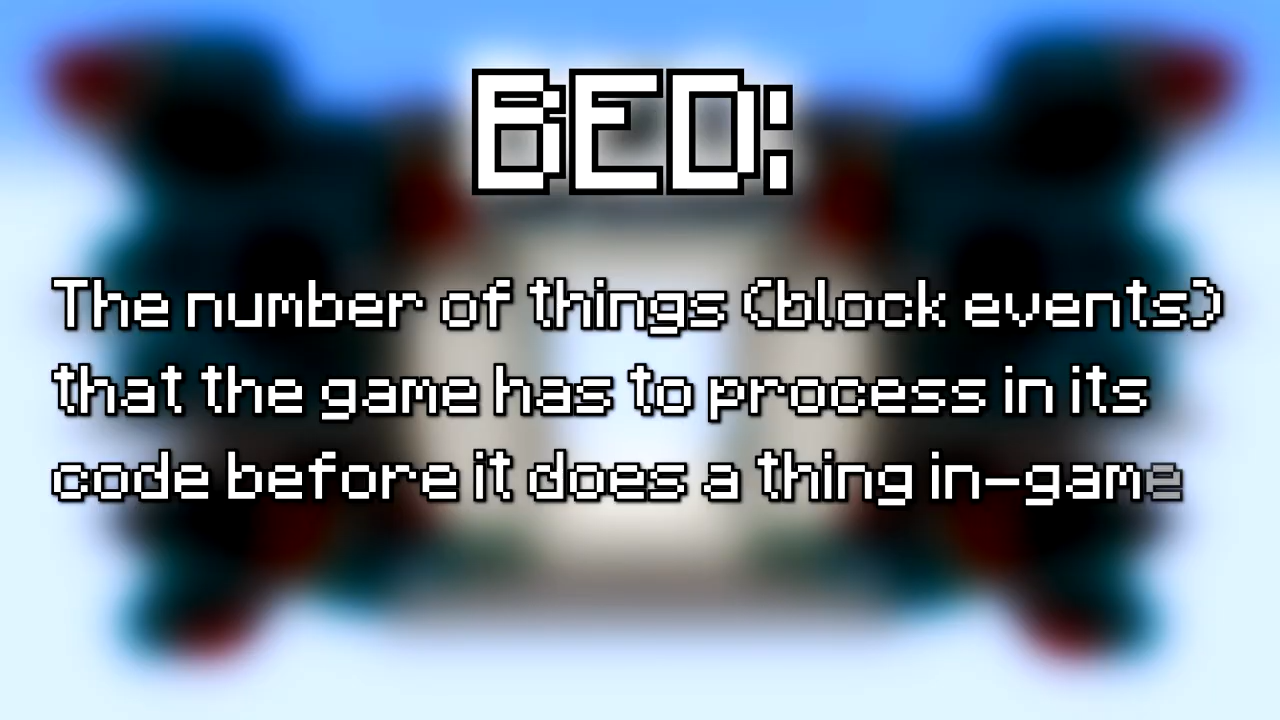 BED:
The number of things (block events)
that the game has to process in its
code before it does a thing in-game